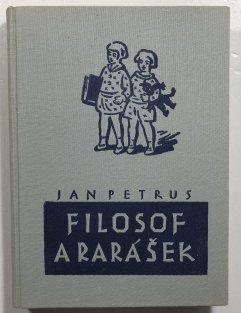 JAN PETRUS
FILOSOF
A RARÁŠEK